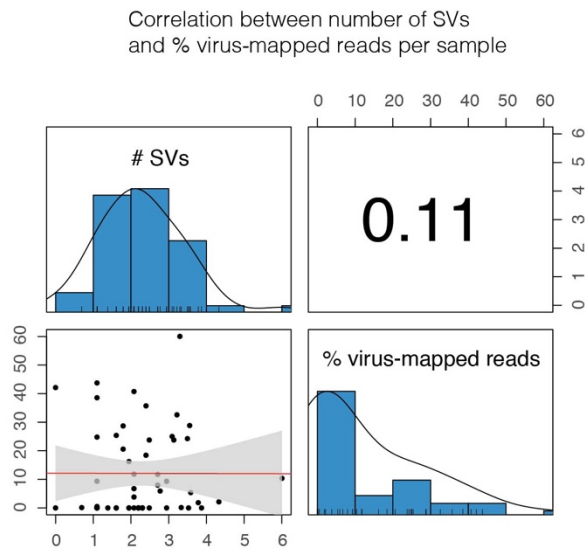 Correlation between number of SVs
and % virus-mapped reads per sample
0 10 20 30 40 50 60
# SVs
0.11
0 1 2 3 4 5 6
0 10 20 30 40 50 60
% virus-mapped reads
0 1 2 3 4 5 6